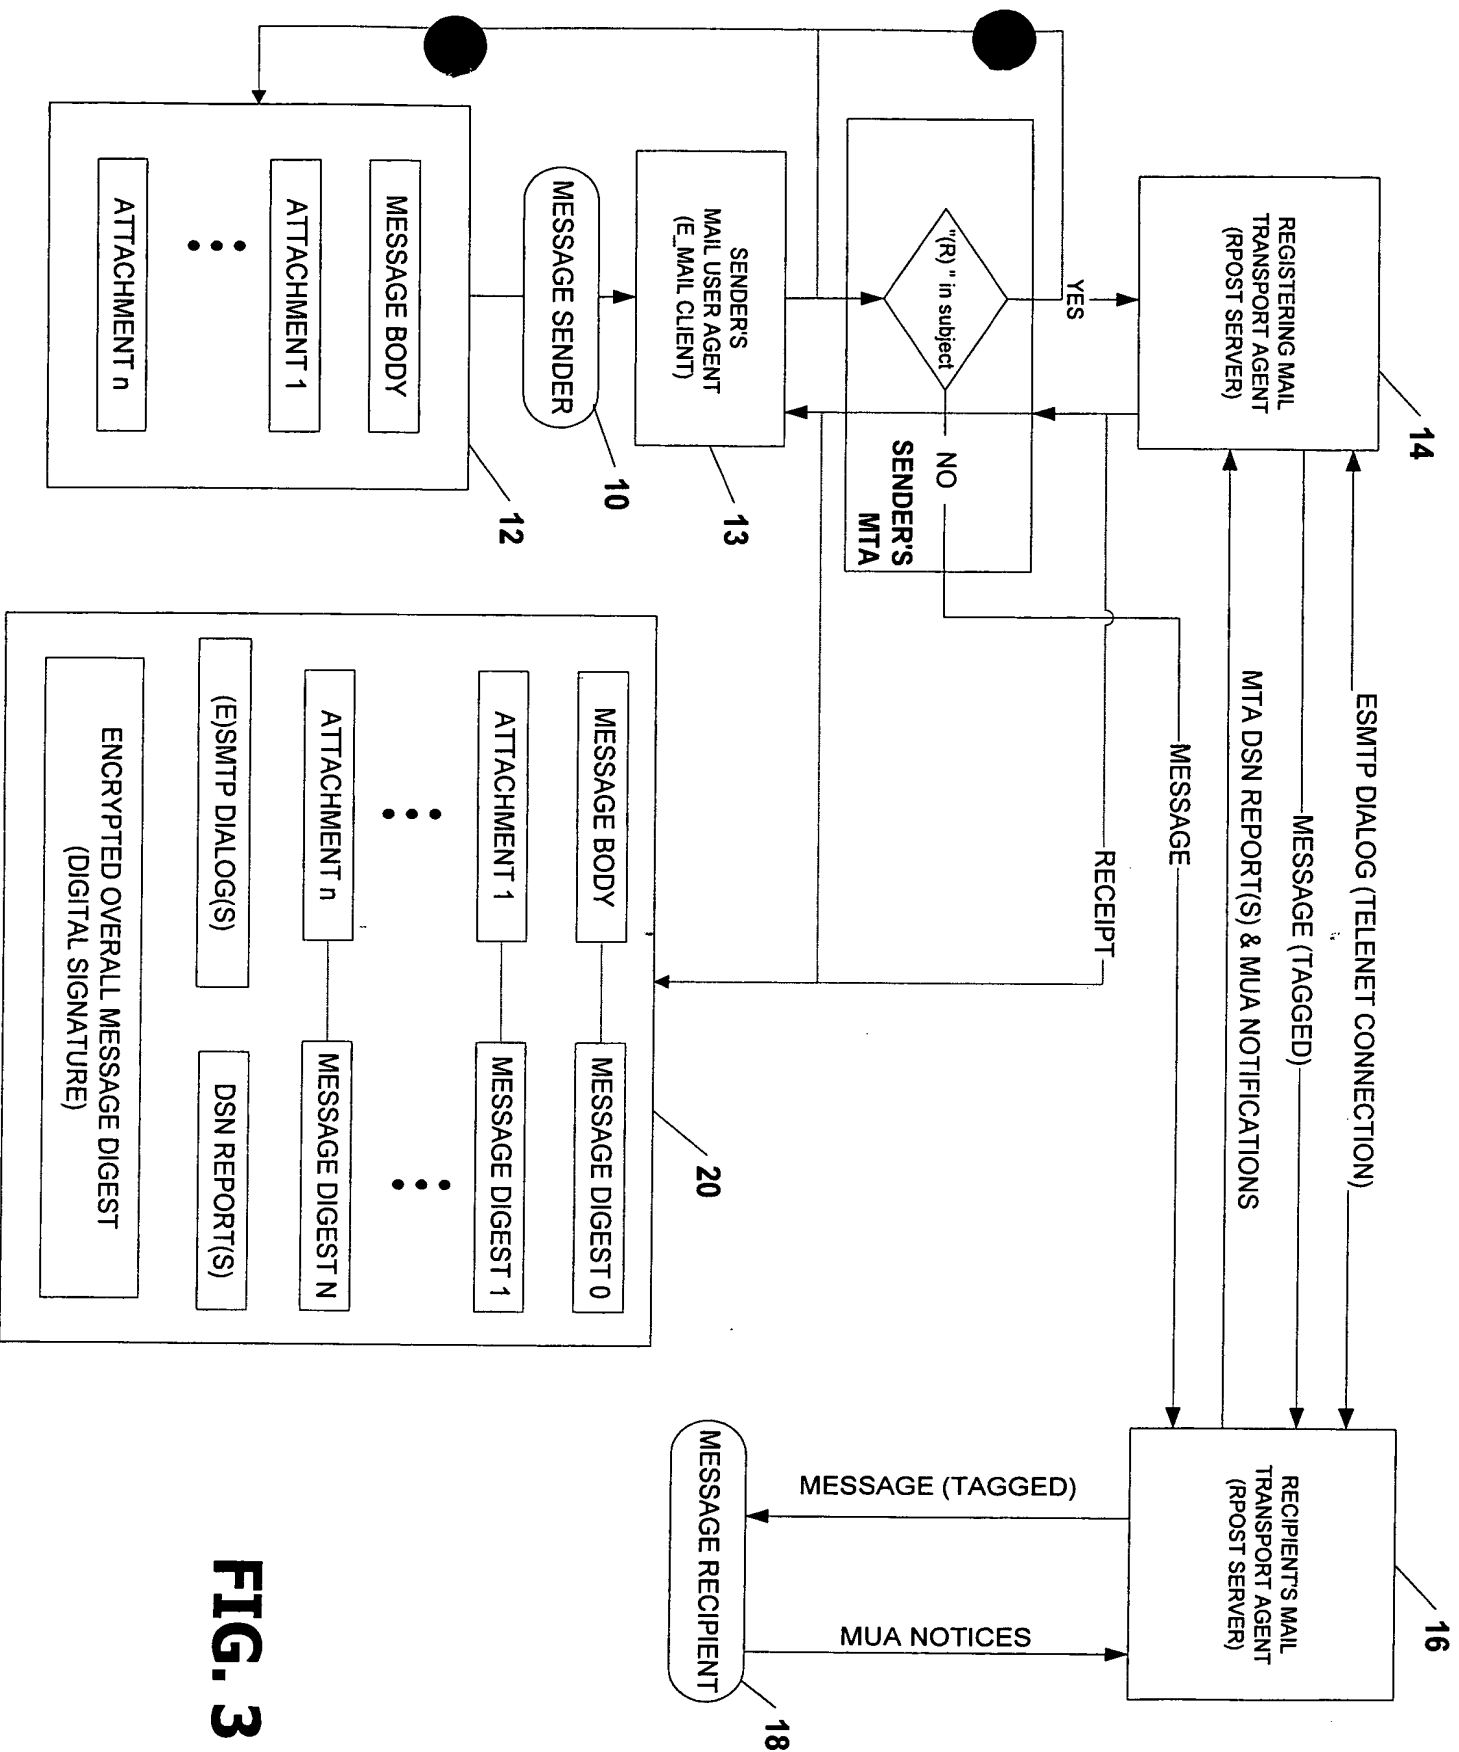 REGISTERING MAIL
TRANSPORT AGENT
(RPOST SERVER)
14
ESMTP DIALOG (TELENET CONNECTION)
MESSAGE (TAGGED)
MTA DSN REPORT(S) & MUA NOTIFICATIONS
RECIPIENT'S MAIL
TRANSPORT AGENT
(RPOST SERVER)
16
YES
MESSAGE
RECEIPT
"(R) " in subject
NO
SENDER'S
MTA
MESSAGE (TAGGED)
MUA NOTICES
SENDER'S
MAIL USER AGENT
(E_MAIL CLIENT)
13
MESSAGE RECIPIENT
18
MESSAGE SENDER
10
20
MESSAGE BODY
ATTACHMENT 1
ATTACHMENT n
12
MESSAGE BODY
MESSAGE DIGEST 0
ATTACHMENT 1
MESSAGE DIGEST 1
ATTACHMENT n
MESSAGE DIGEST N
(E)SMTP DIALOG(S)
DSN REPORT(S)
ENCRYPTED OVERALL MESSAGE DIGEST
(DIGITAL SIGNATURE)
FIG. 3